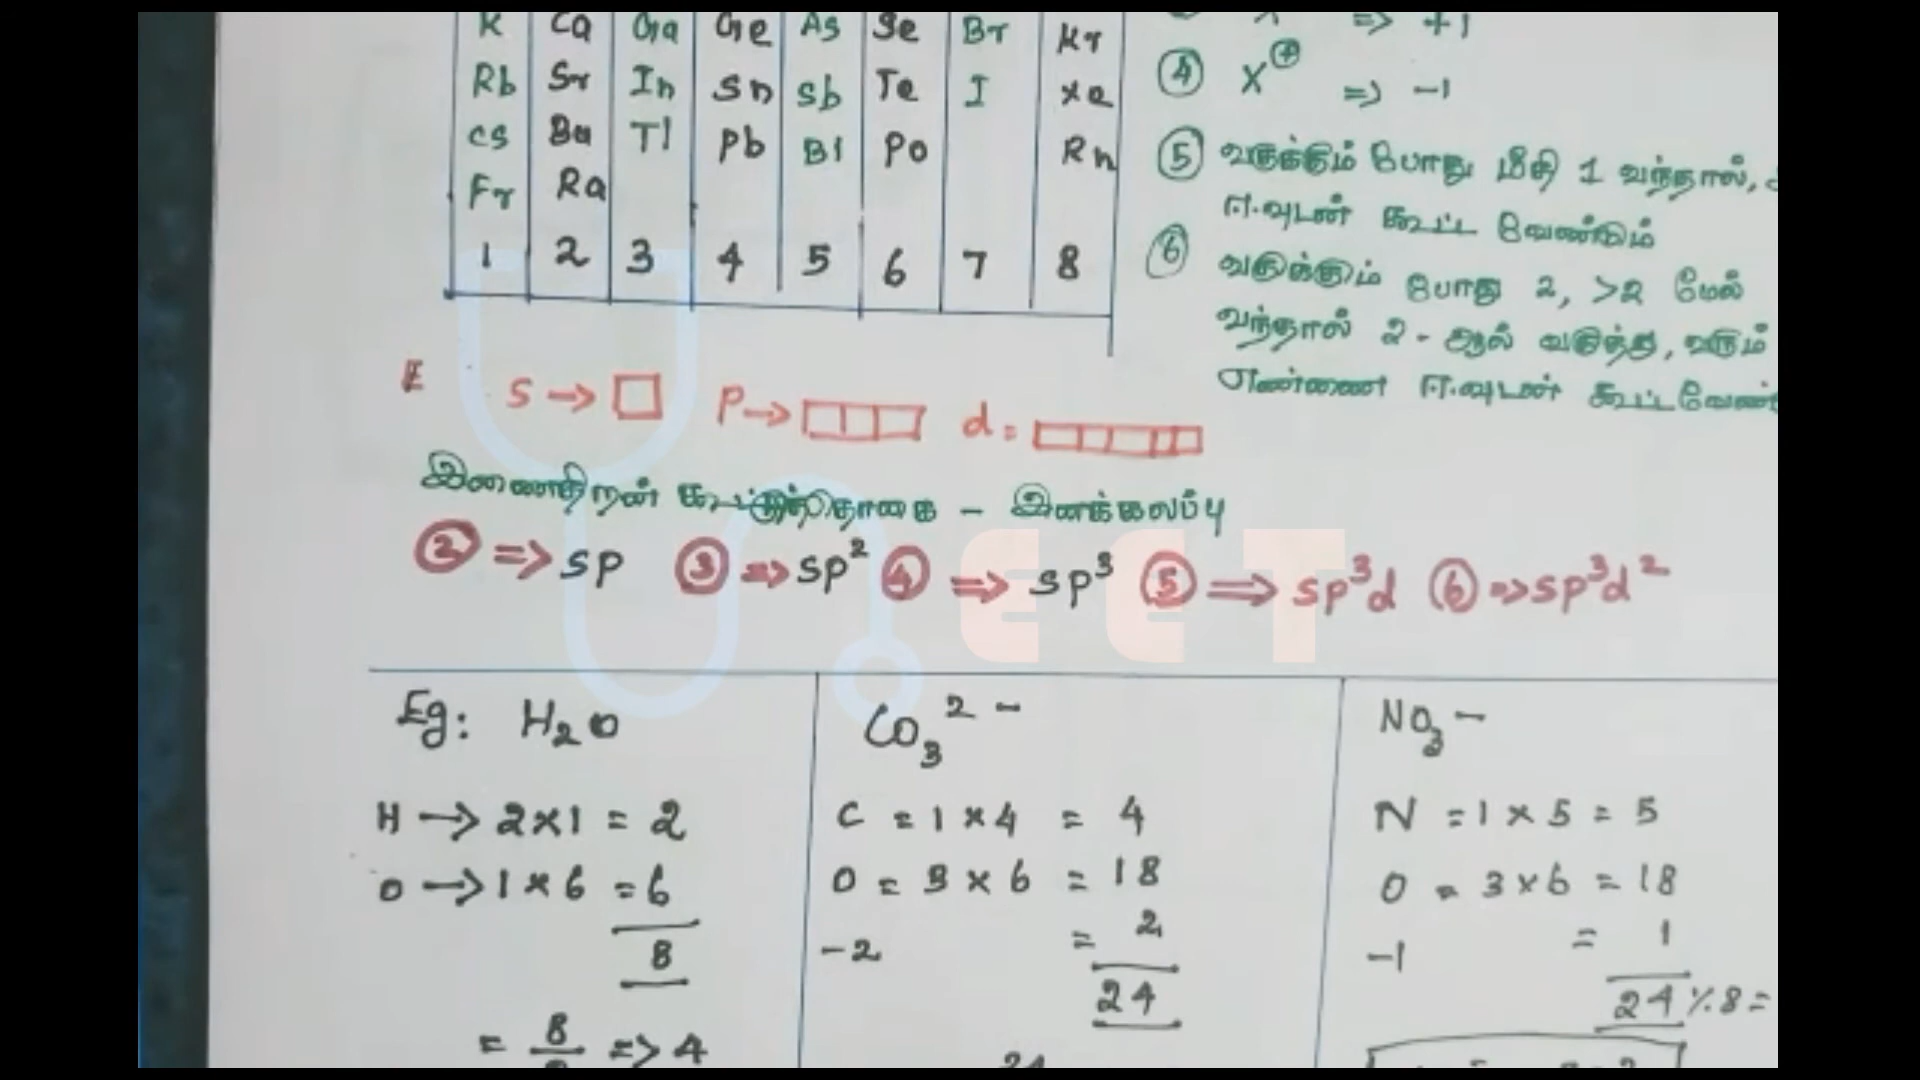 K Ca Ga Ge As Se Br Kr
Rb Sr In Sn Sb Te I Xe
Cs Ba Tl Pb Bi Po Rn
Fr Ra
1 2 3 4 5 6 7 8
=> +1
④ X⊕ => -1
⑤ வகுக்கும் போது மீதி 1 வந்தால்,
ஈ.வுடன் கூட்ட வேண்டும்
⑥ வகுக்கும் போது 2, >2 மேல்
வந்தால் 2-ஆல் வகுத்து, வரும்
எண்ணை ஈ.வுடன் கூட்டவேண்
E S → P → d =
இணைதிறன் கூட்டுத்தொகை - இனக்கலப்பு
② => sp ③ => sp² ④ => sp³ ⑤ => sp³d ⑥ => sp³d²
EET
Eg: H₂O
H → 2×1 = 2
O → 1×6 = 6
8
= 8 => 4
CO₃²⁻
C = 1×4 = 4
O = 3×6 = 18
-2 = 2
24
24
NO₃⁻
N = 1×5 = 5
O = 3×6 = 18
-1 = 1
24 % 8 =